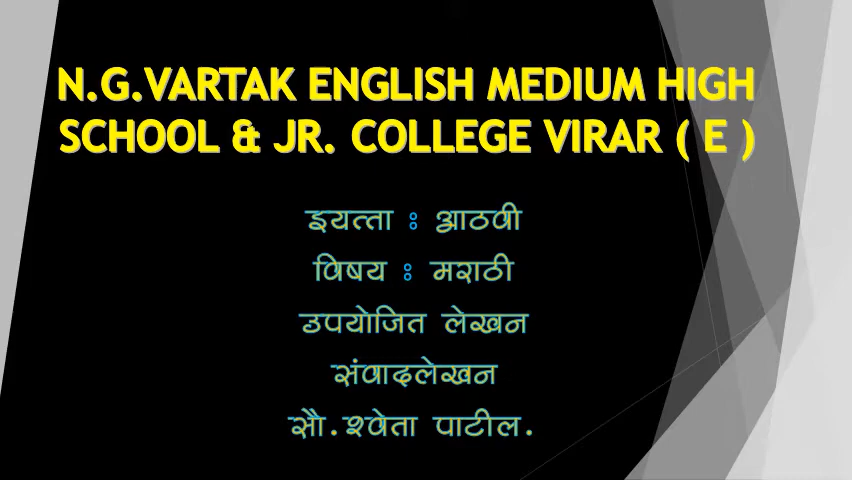 N.G.VARTAK ENGLISH MEDIUM HIGH
SCHOOL & JR. COLLEGE VIRAR ( E )
इयत्ता : आठवी
विषय : मराठी
उपयोजित लेखन
संवादलेखन
सौ.श्वेता पाटील.